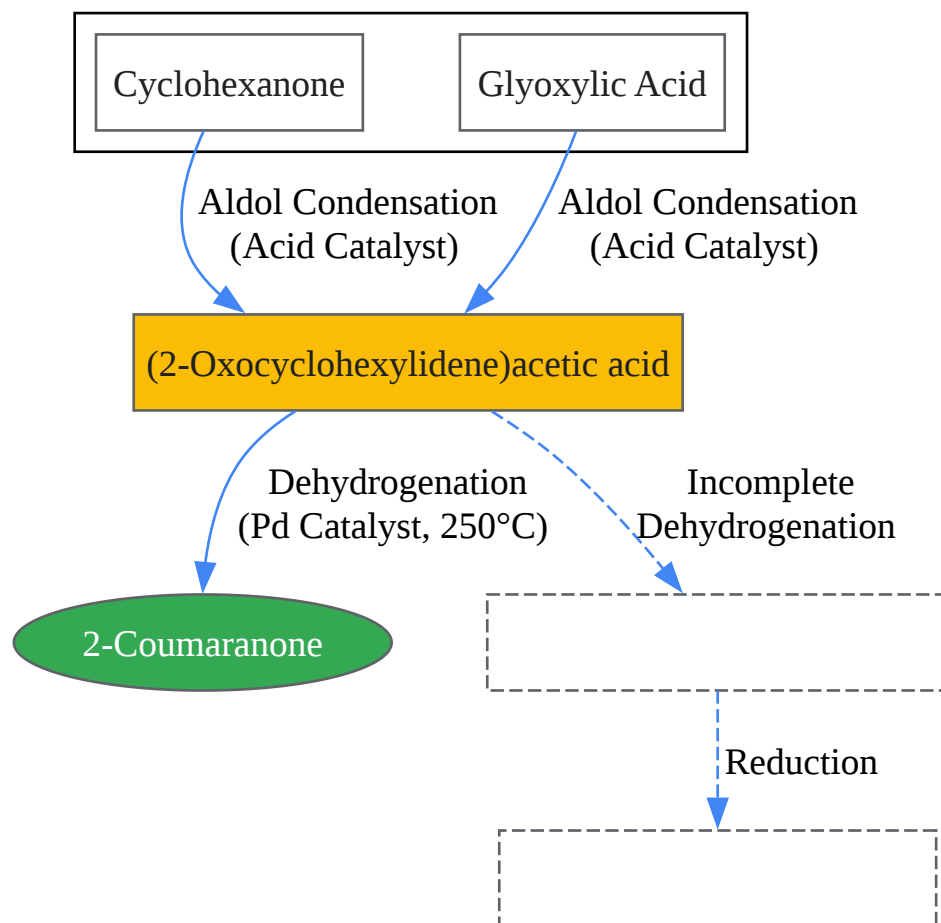 Cyclohexanone
Glyoxylic Acid
Aldol Condensation
(Acid Catalyst)
Aldol Condensation
(Acid Catalyst)
(2-Oxocyclohexylidene)acetic acid
Dehydrogenation
(Pd Catalyst, 250°C)
Incomplete
Dehydrogenation
2-Coumaranone
Reduction